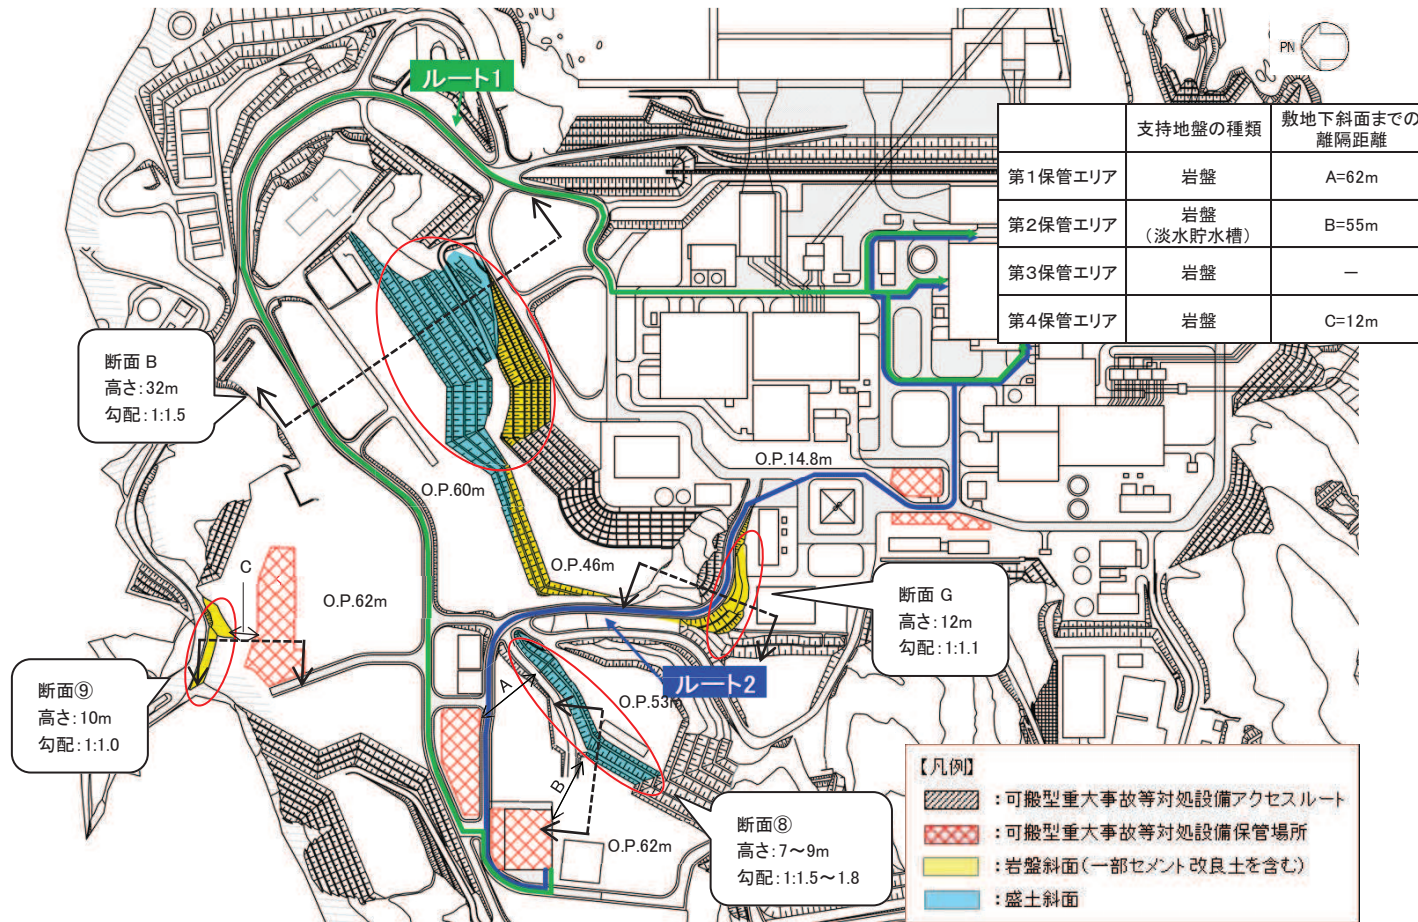 ルート1
PN
支持地盤の種類
敷地下斜面までの
離隔距離
第1保管エリア
岩盤
A=62m
第2保管エリア
岩盤
（淡水貯水槽）
B=55m
第3保管エリア
岩盤
－
第4保管エリア
岩盤
C=12m
断面 B
高さ：32m
勾配：1:1.5
O.P.60m
O.P.14.8m
O.P.46m
C
O.P.62m
断面 G
高さ：12m
勾配：1:1.1
断面⑨
高さ：10m
勾配：1:1.0
A
ルート2
O.P.53m
B
O.P.62m
断面⑧
高さ：7～9m
勾配：1:1.5～1.8
【凡例】
：可搬型重大事故等対処設備アクセスルート
：可搬型重大事故等対処設備保管場所
：岩盤斜面（一部セメント改良土を含む）
：盛土斜面